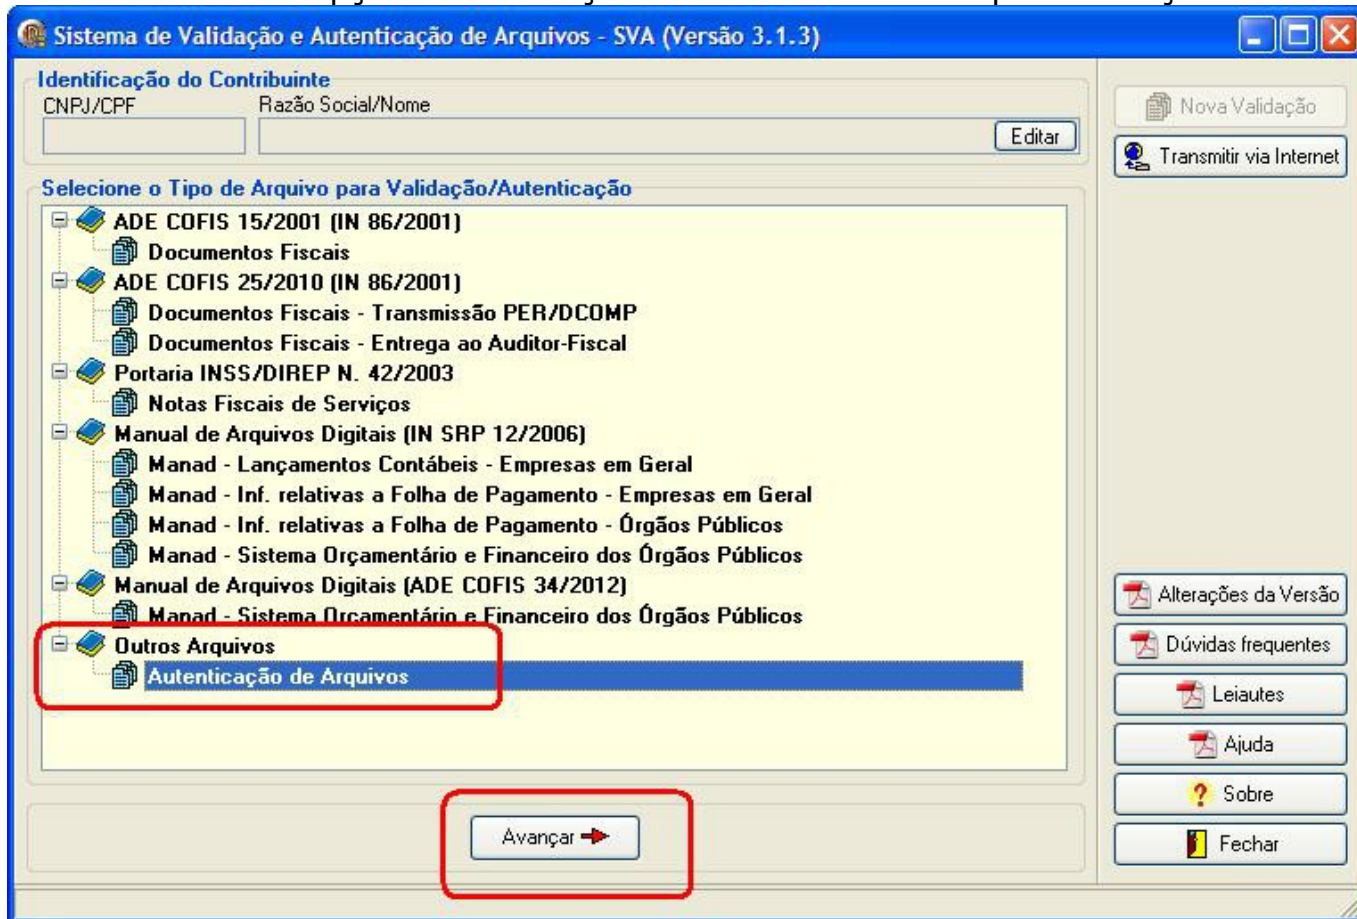 Sistema de Validação e Autenticação de Arquivos - SVA (Versão 3.1.3)
Identificação do Contribuinte
CNPJ/CPF Razão Social/Nome
Editar
Nova Validação
Transmitir via Internet
Selecione o Tipo de Arquivo para Validação/Autenticação
ADE COFIS 15/2001 (IN 86/2001)
Documentos Fiscais
ADE COFIS 25/2010 (IN 86/2001)
Documentos Fiscais - Transmissão PER/DCOMP
Documentos Fiscais - Entrega ao Auditor-Fiscal
Portaria INSS/DIREP N. 42/2003
Notas Fiscais de Serviços
Manual de Arquivos Digitais (IN SRP 12/2006)
Manad - Lançamentos Contábeis - Empresas em Geral
Manad - Inf. relativas a Folha de Pagamento - Empresas em Geral
Manad - Inf. relativas a Folha de Pagamento - Órgãos Públicos
Manad - Sistema Orçamentário e Financeiro dos Órgãos Públicos
Manual de Arquivos Digitais (ADE COFIS 34/2012)
Manad - Sistema Orçamentário e Financeiro dos Órgãos Públicos
Outros Arquivos
Autenticação de Arquivos
Alterações da Versão
Dúvidas frequentes
Leiautes
Ajuda
Sobre
Fechar
Avançar